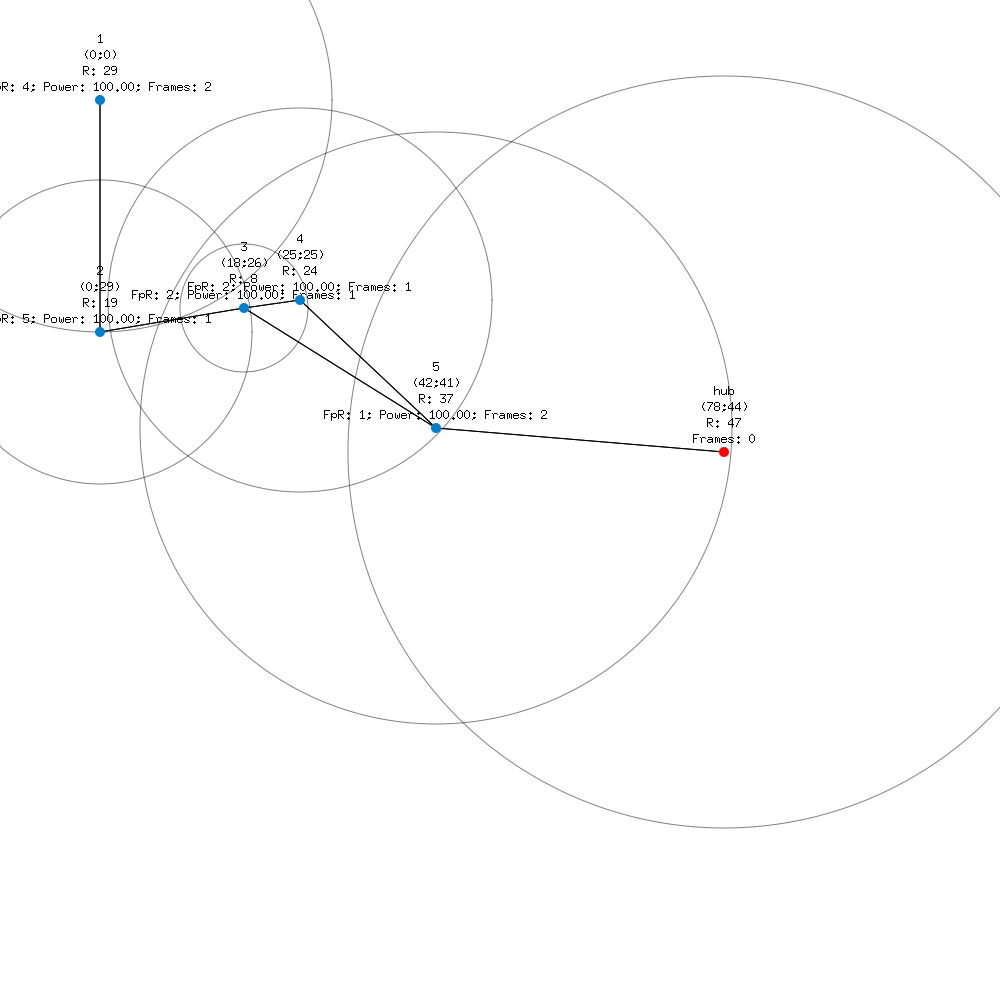 1
(0;0)
R: 29
pR: 4; Power: 100.00; Frames: 2
2
(0;29)
R: 19
pR: 5; Power: 100.00; Frames: 1
3
(18;26)
R: 8
FpR: 2; Power: 100.00; Frames: 1
4
(25;25)
R: 24
FpR: 2; Power: 100.00; Frames: 1
5
(42;41)
R: 37
FpR: 1; Power: 100.00; Frames: 2
hub
(78;44)
R: 47
Frames: 0